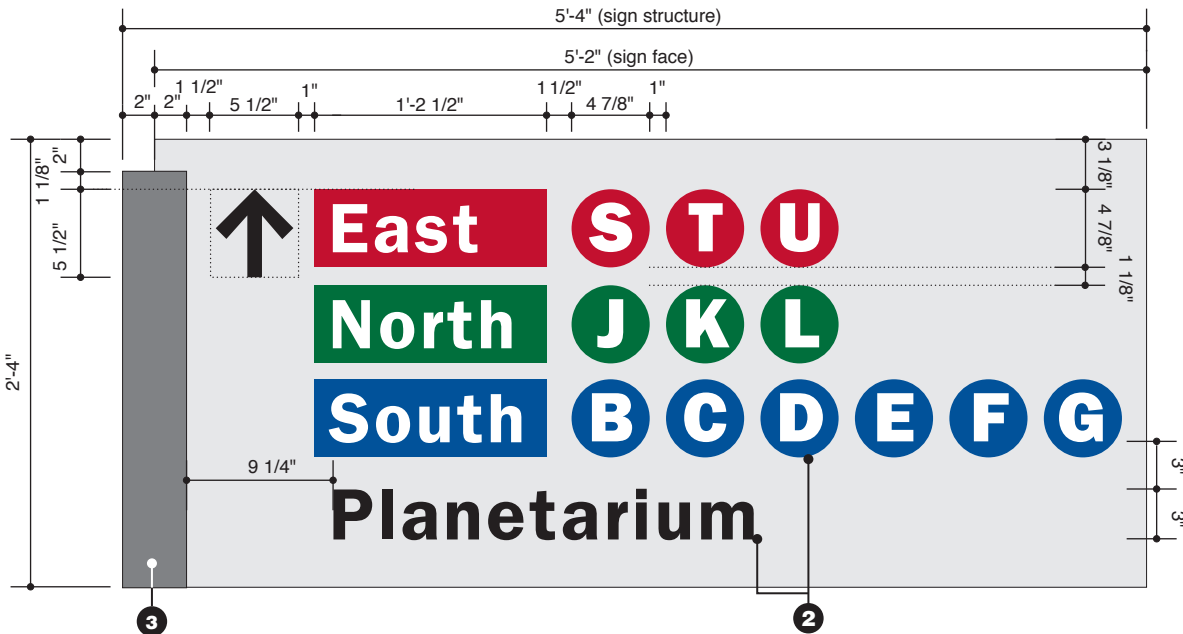 5'-4" (sign structure)
5'-2" (sign face)
1 1/2" 1" 1 1/2" 1"
2" 2" 5 1/2" 1'-2 1/2" 4 7/8"
2"
1 1/8"
5 1/2"
2'-4"
3 1/8"
4 7/8"
1 1/8"
East S T U
North J K L
South B C D E F G
9 1/4"
3"
3"
Planetarium
3 2